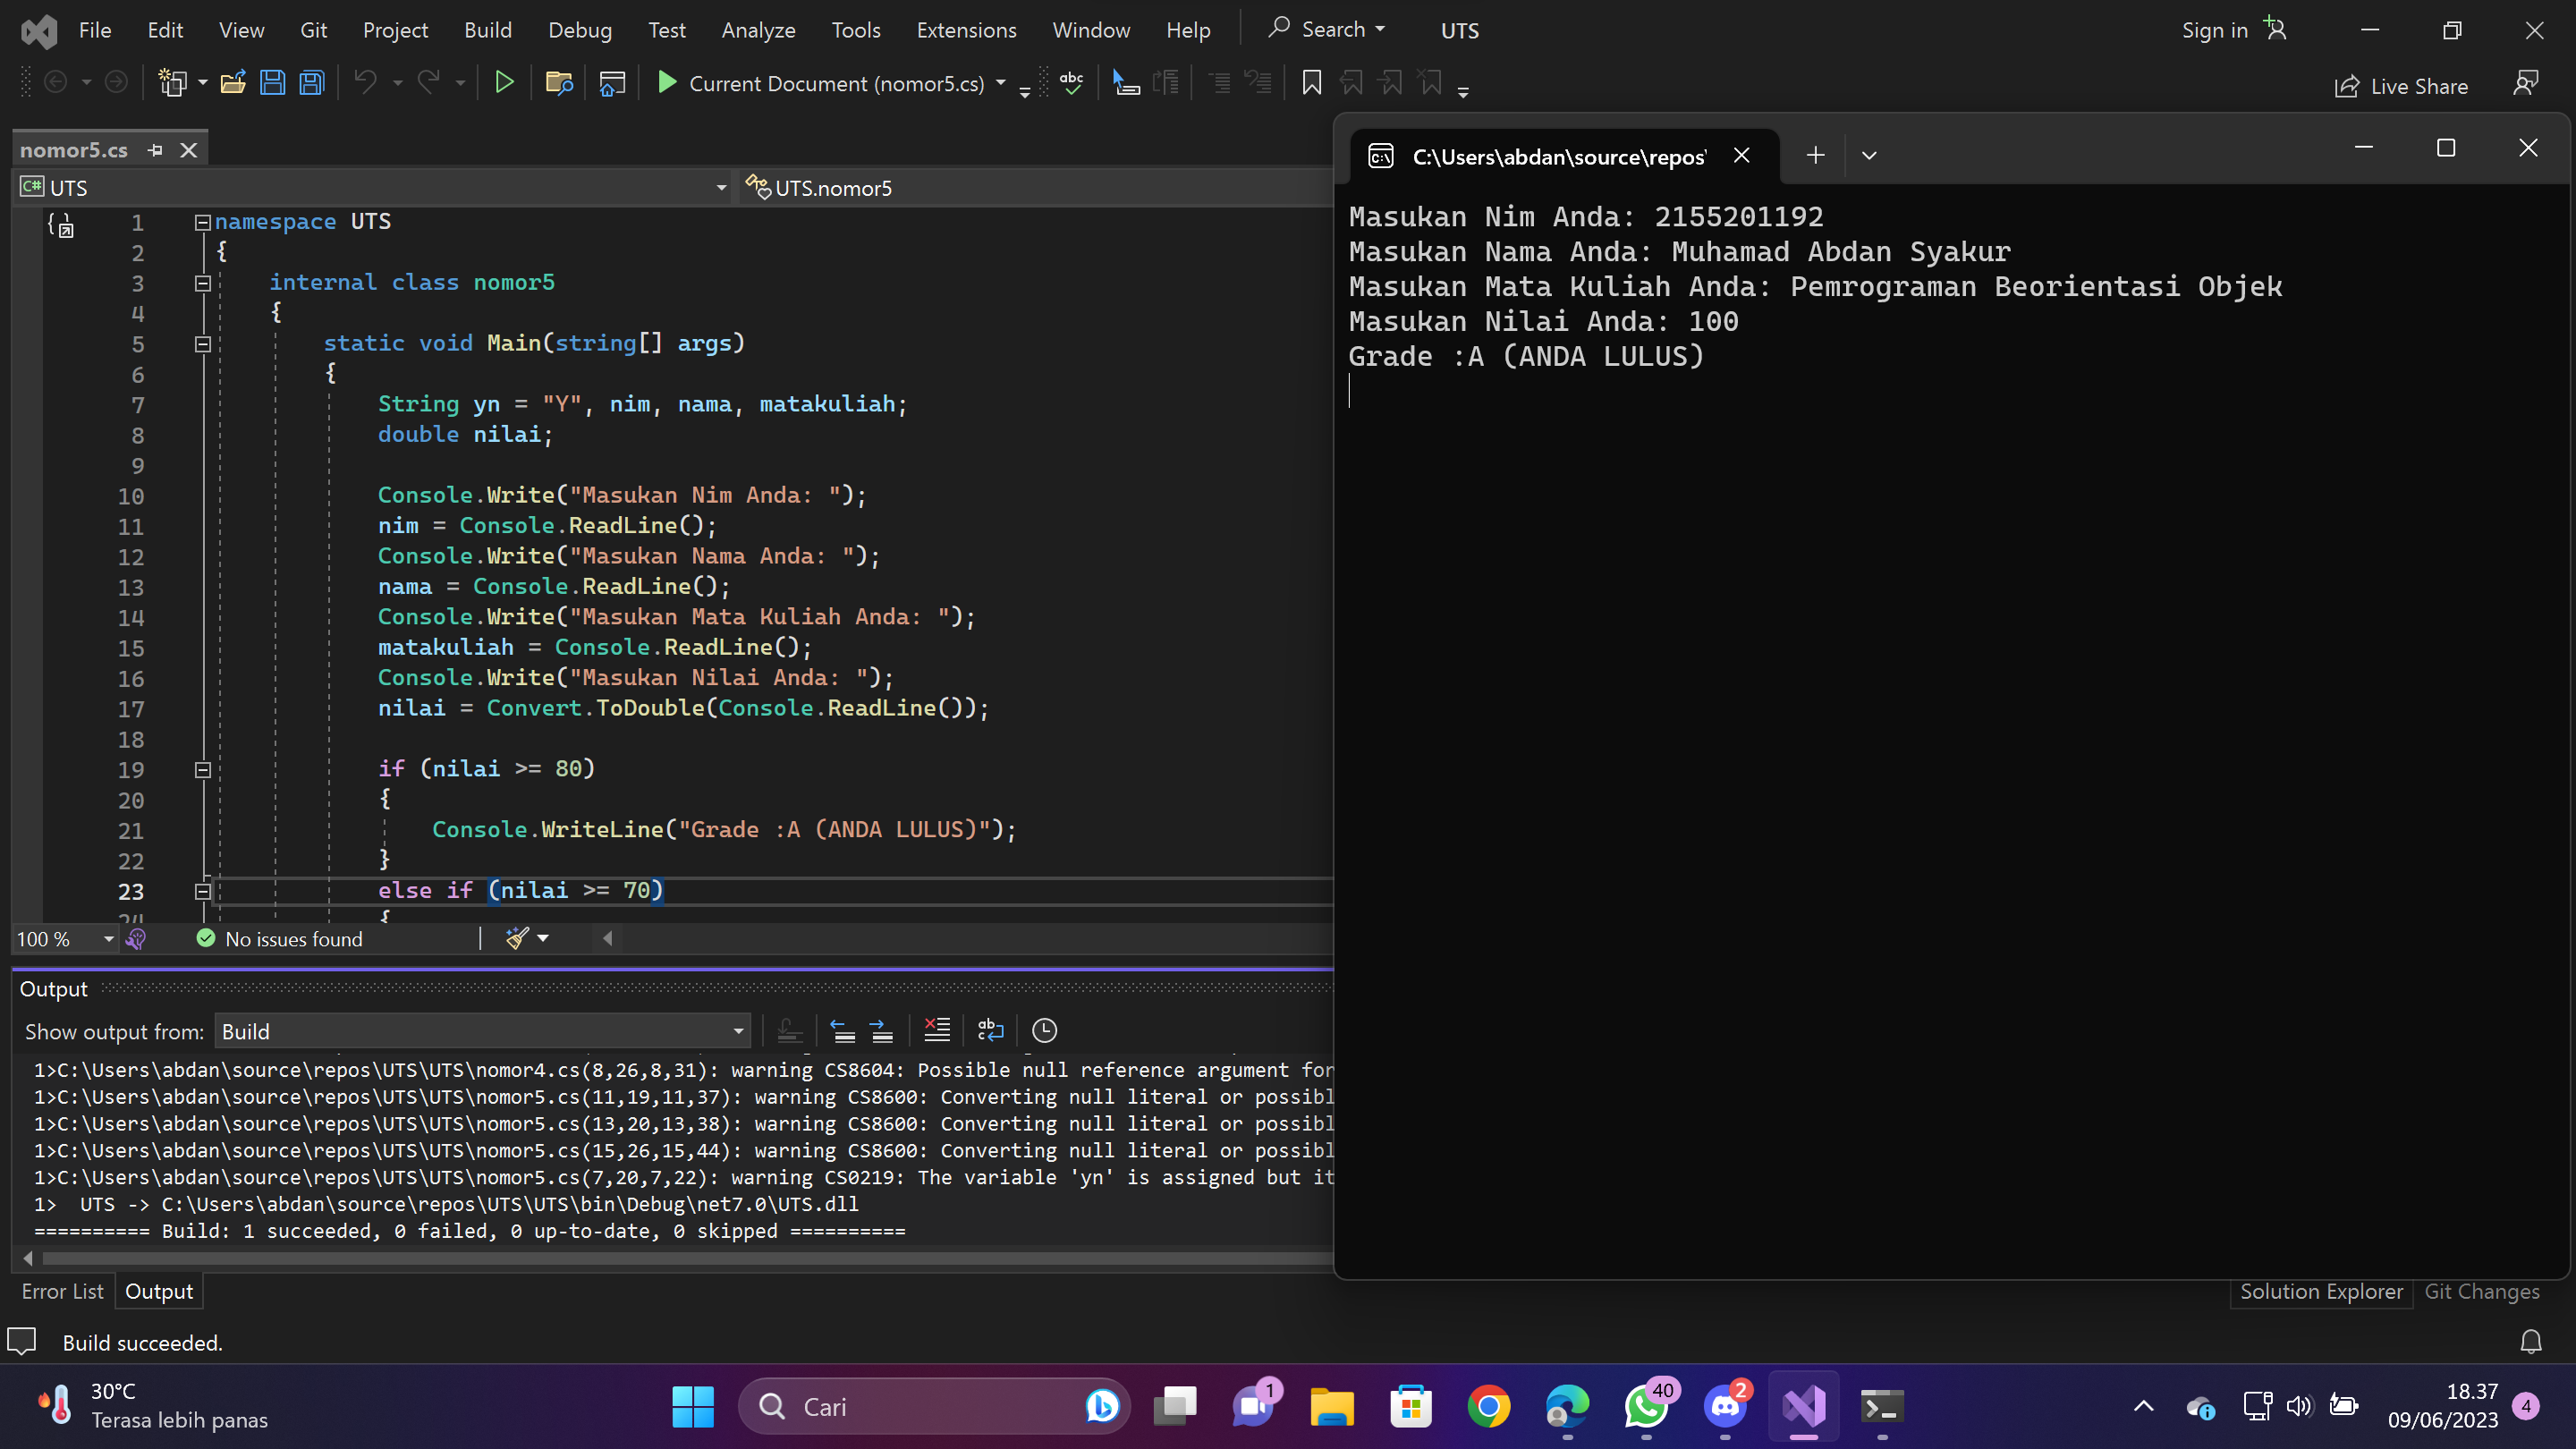 File Edit View Git Project Build Debug Test Analyze Tools Extensions Window Help Search UTS Sign in
Current Document (nomor5.cs) abc Live Share
nomor5.cs
C# UTS UTS.nomor5
1 namespace UTS
2 {
3 internal class nomor5
4 {
5 static void Main(string[] args)
6 {
7 String yn = "Y", nim, nama, matakuliah;
8 double nilai;
9
10 Console.Write("Masukan Nim Anda: ");
11 nim = Console.ReadLine();
12 Console.Write("Masukan Nama Anda: ");
13 nama = Console.ReadLine();
14 Console.Write("Masukan Mata Kuliah Anda: ");
15 matakuliah = Console.ReadLine();
16 Console.Write("Masukan Nilai Anda: ");
17 nilai = Convert.ToDouble(Console.ReadLine());
18
19 if (nilai >= 80)
20 {
21 Console.WriteLine("Grade :A (ANDA LULUS)");
22 }
23 else if (nilai >= 70)
24 {
100 % No issues found
C:\Users\abdan\source\repos\
Masukan Nim Anda: 2155201192
Masukan Nama Anda: Muhamad Abdan Syakur
Masukan Mata Kuliah Anda: Pemrograman Beorientasi Objek
Masukan Nilai Anda: 100
Grade :A (ANDA LULUS)
Output
Show output from: Build
1>C:\Users\abdan\source\repos\UTS\UTS\nomor4.cs(8,26,8,31): warning CS8604: Possible null reference argument for
1>C:\Users\abdan\source\repos\UTS\UTS\nomor5.cs(11,19,11,37): warning CS8600: Converting null literal or possibl
1>C:\Users\abdan\source\repos\UTS\UTS\nomor5.cs(13,20,13,38): warning CS8600: Converting null literal or possibl
1>C:\Users\abdan\source\repos\UTS\UTS\nomor5.cs(15,26,15,44): warning CS8600: Converting null literal or possibl
1>C:\Users\abdan\source\repos\UTS\UTS\nomor5.cs(7,20,7,22): warning CS0219: The variable 'yn' is assigned but it
1> UTS -> C:\Users\abdan\source\repos\UTS\UTS\bin\Debug\net7.0\UTS.dll
========== Build: 1 succeeded, 0 failed, 0 up-to-date, 0 skipped ==========
Error List Output Solution Explorer Git Changes
Build succeeded.
30°C
Terasa lebih panas
Cari
1
40
2
18.37
09/06/2023
4